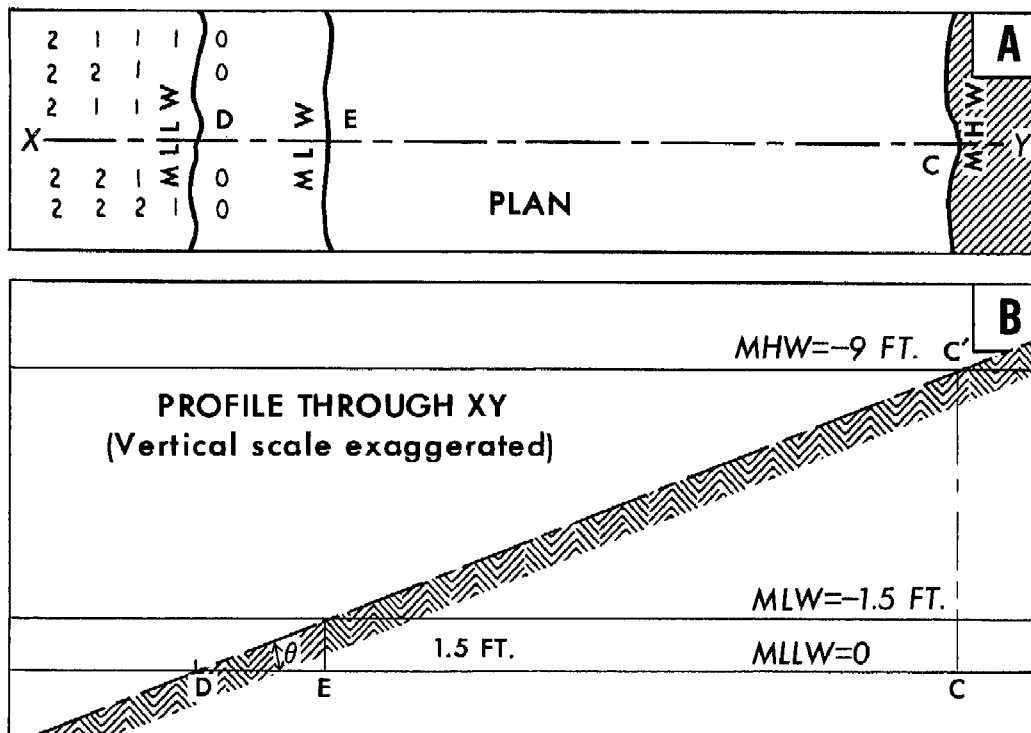 A
2 1 1 1 0
2 2 1 0
2 1 1
MLLW
D
MLW
E
X
C
MHW
Y
2 2 1 0
2 2 2 1 0
PLAN
B
MHW=–9 FT.
C′
PROFILE THROUGH XY
(Vertical scale exaggerated)
MLW=–1.5 FT.
θ
1.5 FT.
MLLW=0
D
E
C